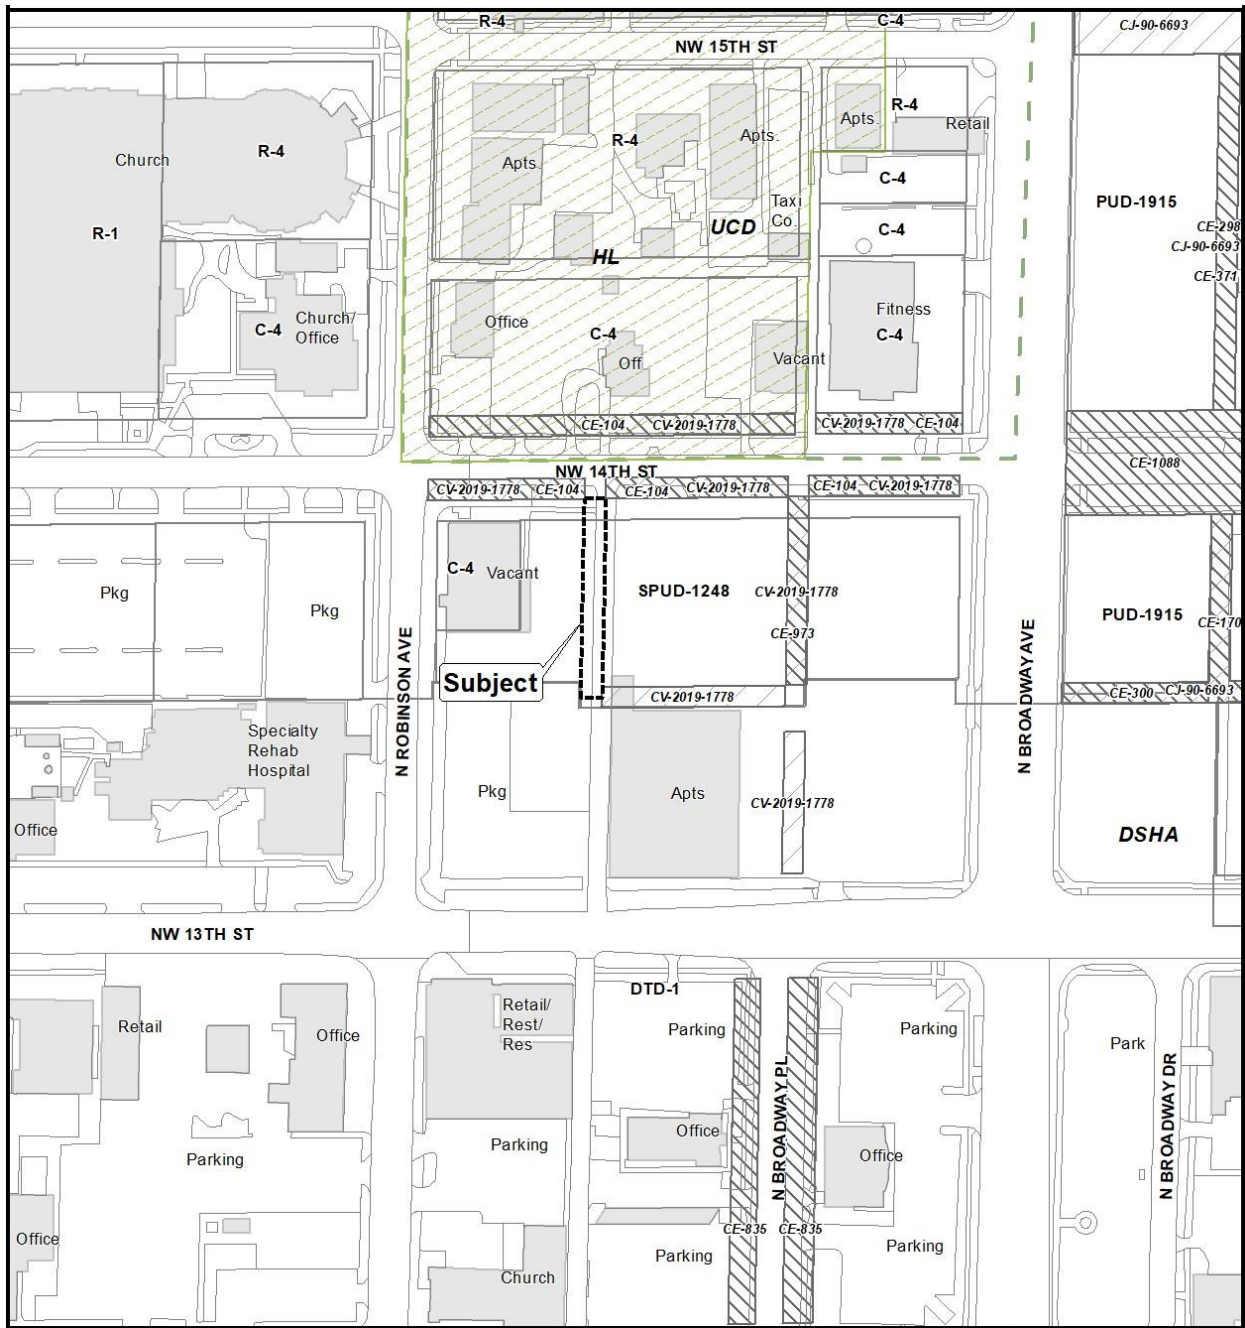 R-4
C-4
CJ-90-6693
NW 15TH ST
Apts.
R-4
Retail
Church
R-4
R-4
Apts.
Apts.
C-4
PUD-1915
Taxi
Co.
R-1
UCD
C-4
CE-298
CJ-90-6693
HL
CE-371
Office
Church/
Office
C-4
C-4
Fitness
C-4
Off
Vacant
CE-104
CV-2019-1778
CV-2019-1778
CE-104
CE-1088
NW 14TH ST
CV-2019-1778
CE-104
CE-104
CV-2019-1778
CE-104
CV-2019-1778
C-4
Vacant
SPUD-1248
CV-2019-1778
Pkg
Pkg
PUD-1915
CE-170
CE-973
N ROBINSON AVE
N BROADWAY AVE
Subject
CV-2019-1778
CE-300
CJ-90-6693
Specialty
Rehab
Hospital
Pkg
Apts
CV-2019-1778
Office
DSHA
NW 13TH ST
DTD-1
Retail
Office
Retail/
Rest/
Res
Parking
Parking
Park
N BROADWAY PL
N BROADWAY DR
Parking
Parking
Office
Office
Office
CE-835
CE-835
Parking
Parking
Church